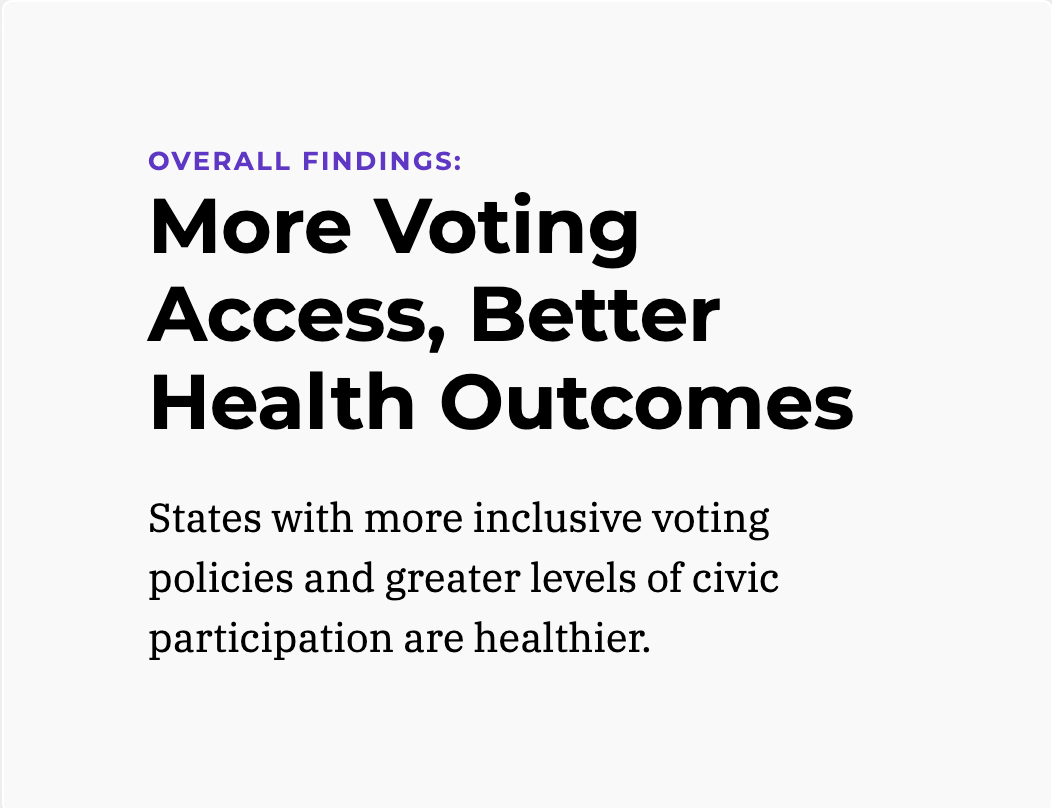 OVERALL FINDINGS:
More Voting
Access, Better
Health Outcomes
States with more inclusive voting
policies and greater levels of civic
participation are healthier.